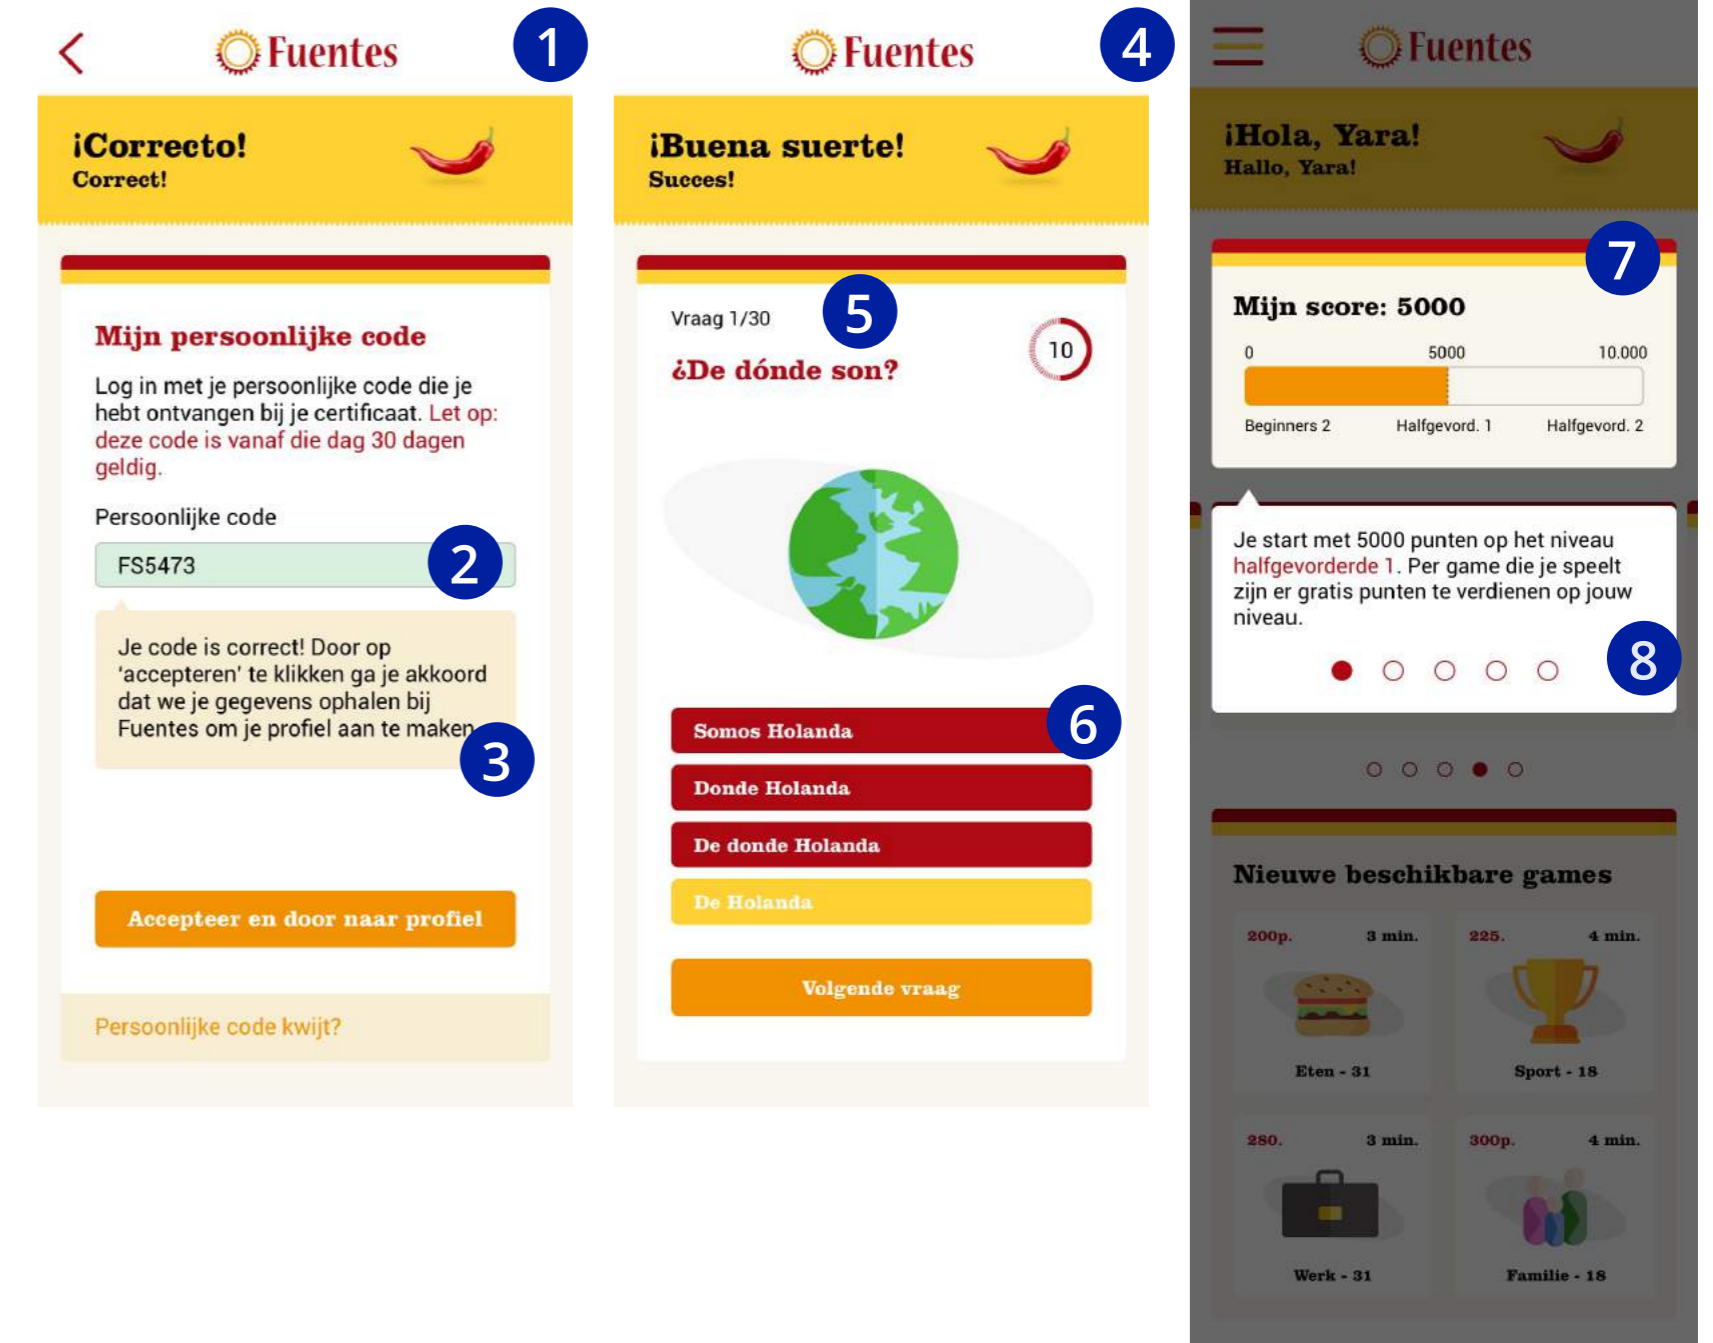 Fuentes
1
¡Correcto!
Correct!
Mijn persoonlijke code
Log in met je persoonlijke code die je
hebt ontvangen bij je certificaat. Let op:
deze code is vanaf die dag 30 dagen
geldig.
Persoonlijke code
FS5473
2
Je code is correct! Door op
‘accepteren’ te klikken ga je akkoord
dat we je gegevens ophalen bij
Fuentes om je profiel aan te maken
3
Accepteer en door naar profiel
Persoonlijke code kwijt?
Fuentes
4
¡Buena suerte!
Succes!
Vraag 1/30
5
10
¿De dónde son?
Somos Holanda
6
Donde Holanda
De donde Holanda
De Holanda
Volgende vraag
Fuentes
¡Hola, Yara!
Hallo, Yara!
7
Mijn score: 5000
0 5000 10.000
Beginners 2 Halfgevord. 1 Halfgevord. 2
Je start met 5000 punten op het niveau
halfgevorderde 1. Per game die je speelt
zijn er gratis punten te verdienen op jouw
niveau.
8
Nieuwe beschikbare games
200p. 3 min. 225. 4 min.
Eten - 31 Sport - 18
280. 3 min. 300p. 4 min.
Werk - 31 Familie - 18